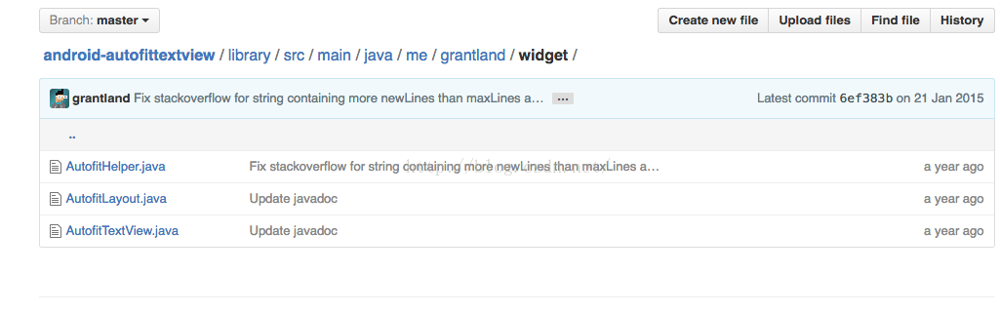 Branch: master Create new file Upload files Find file History
android-autofittextview / library / src / main / java / me / grantland / widget /
grantland Fix stackoverflow for string containing more newLines than maxLines a… ... Latest commit 6ef383b on 21 Jan 2015
..
AutofitHelper.java Fix stackoverflow for string containing more newLines than maxLines a… a year ago
AutofitLayout.java Update javadoc a year ago
AutofitTextView.java Update javadoc a year ago